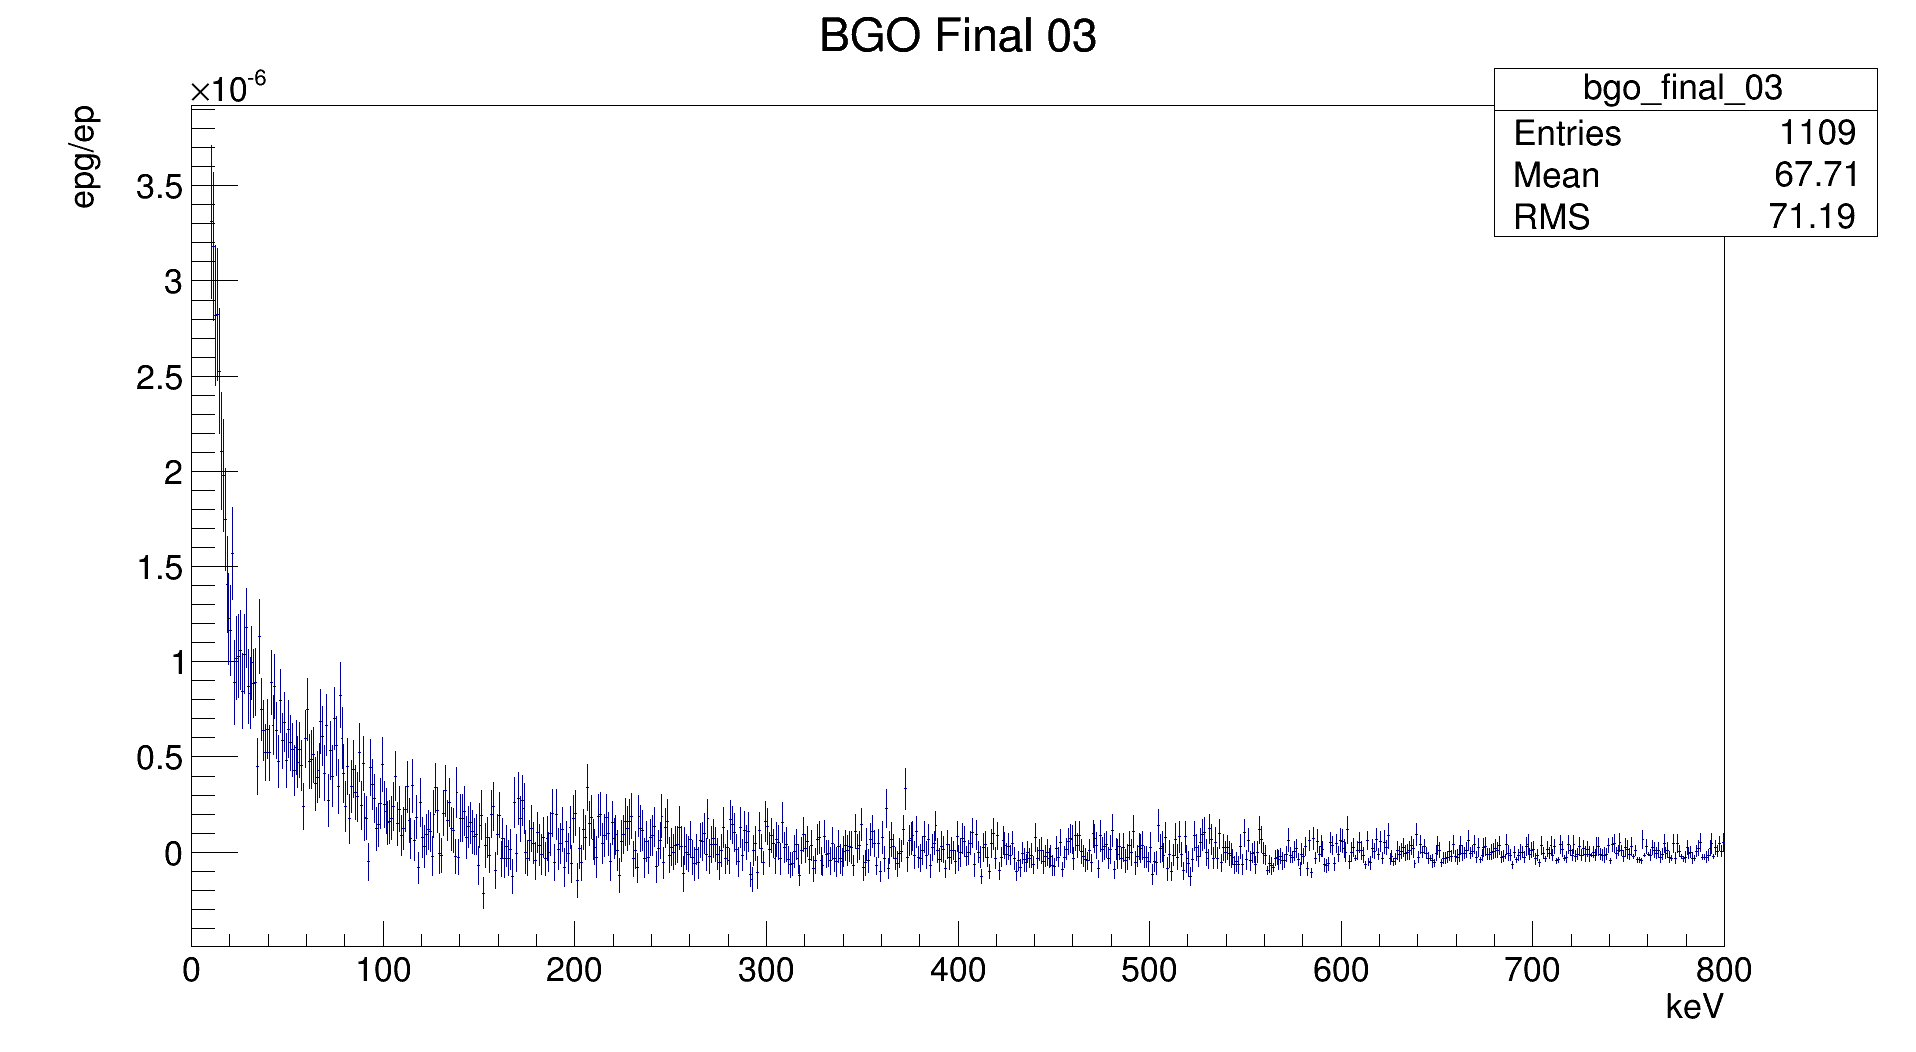 BGO Final 03
×10-6
epg/ep
bgo_final_03
Entries 1109
Mean 67.71
RMS 71.19
3.5
3
2.5
2
1.5
1
0.5
0
0 100 200 300 400 500 600 700 800
keV